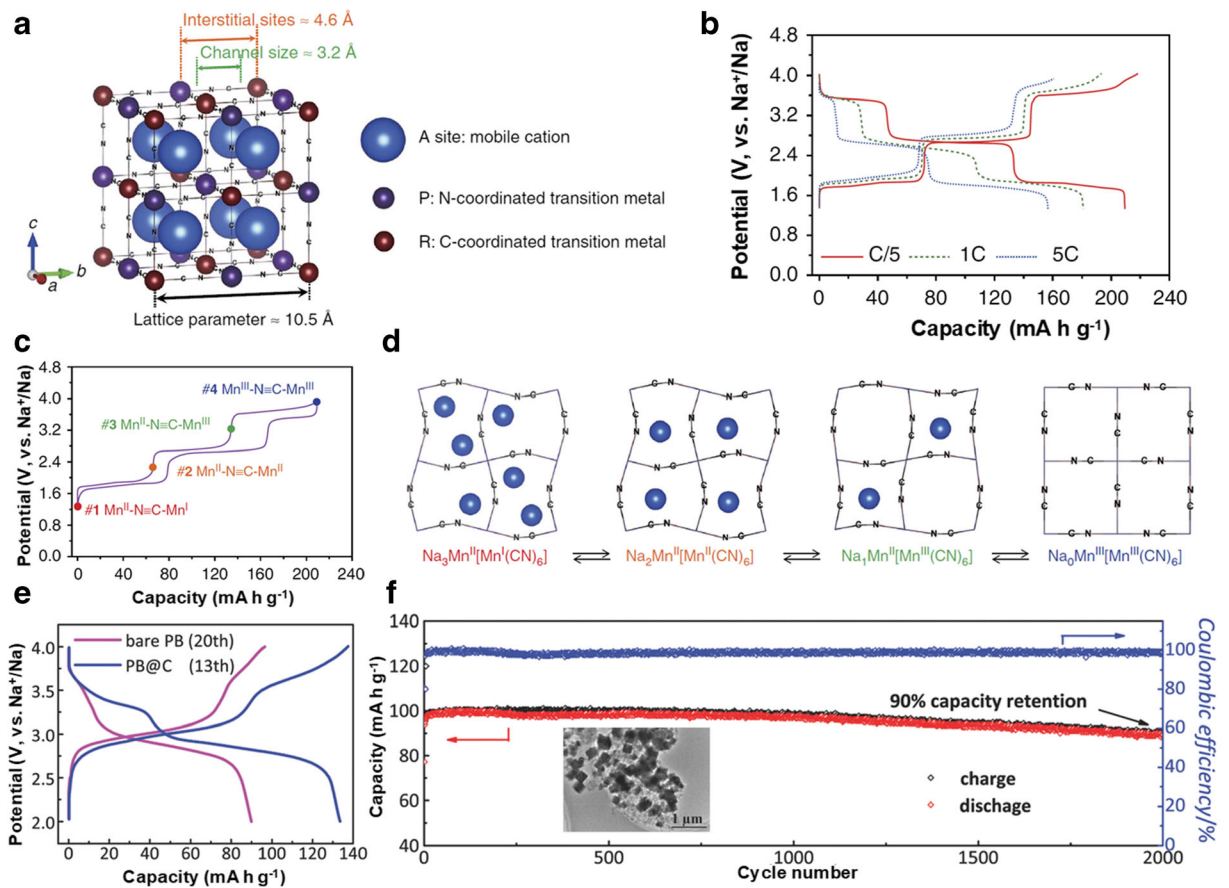 a
Interstitial sites ≈ 4.6 Å
Channel size ≈ 3.2 Å
A site: mobile cation
P: N-coordinated transition metal
R: C-coordinated transition metal
c
b
a
Lattice parameter ≈ 10.5 Å
b
Potential (V, vs. Na⁺/Na)
4.8
4.0
3.2
2.4
1.6
0.8
0.0
C/5 1C 5C
0 40 80 120 160 200 240
Capacity (mA h g⁻¹)
c
Potential (V, vs. Na⁺/Na)
4.8
4.0
3.2
2.4
1.6
0.8
0.0
#4 Mnᴵᴵᴵ-N≡C-Mnᴵᴵᴵ
#3 Mnᴵᴵ-N≡C-Mnᴵᴵᴵ
#2 Mnᴵᴵ-N≡C-Mnᴵᴵ
#1 Mnᴵᴵ-N≡C-Mnᴵ
0 40 80 120 160 200 240
Capacity (mA h g⁻¹)
d
Na₃Mnᴵᴵ[Mnᴵ(CN)₆] ⇌ Na₂Mnᴵᴵ[Mnᴵᴵ(CN)₆] ⇌ Na₁Mnᴵᴵ[Mnᴵᴵᴵ(CN)₆] ⇌ Na₀Mnᴵᴵᴵ[Mnᴵᴵᴵ(CN)₆]
e
Potential (V, vs. Na⁺/Na)
4.0
3.5
3.0
2.5
2.0
bare PB (20th)
PB@C (13th)
0 20 40 60 80 100 120 140
Capacity (mA h g⁻¹)
f
Capacity (mA h g⁻¹)
140
120
100
80
60
40
90% capacity retention
charge
dischage
1 μm
0 500 1000 1500 2000
Cycle number
100
80
60
40
20
0
Coulombic efficiency/%